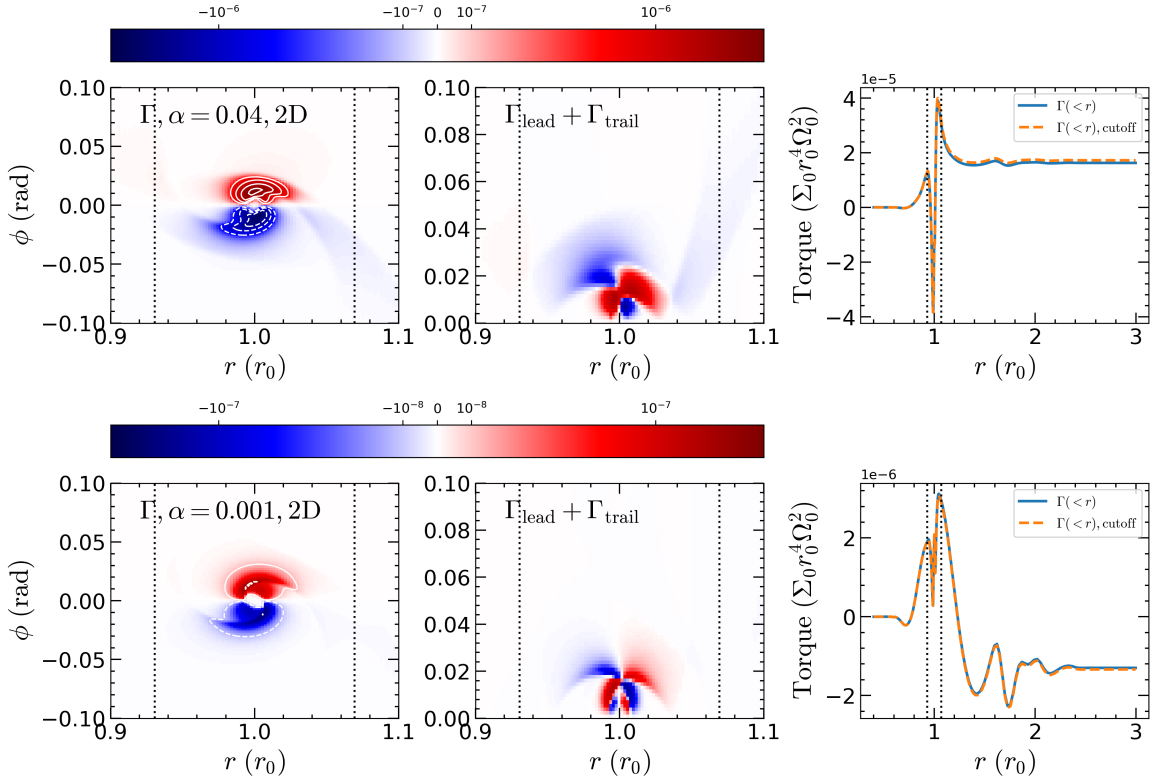 −10⁻⁶ −10⁻⁷ 0 10⁻⁷ 10⁻⁶
Γ, α = 0.04, 2D
ϕ (rad)
0.10
0.05
0.00
−0.05
−0.10
0.9 1.0 1.1
r (r₀)
Γlead + Γtrail
0.10
0.08
0.06
0.04
0.02
0.00
0.9 1.0 1.1
r (r₀)
1e−5
Γ(<r)
Γ(<r), cutoff
Torque (Σ₀r₀⁴Ω₀²)
4
2
0
−2
−4
1 2 3
r (r₀)
−10⁻⁷ −10⁻⁸ 0 10⁻⁸ 10⁻⁷
Γ, α = 0.001, 2D
ϕ (rad)
0.10
0.05
0.00
−0.05
−0.10
0.9 1.0 1.1
r (r₀)
Γlead + Γtrail
0.10
0.08
0.06
0.04
0.02
0.00
0.9 1.0 1.1
r (r₀)
1e−6
Γ(<r)
Γ(<r), cutoff
Torque (Σ₀r₀⁴Ω₀²)
2
0
−2
1 2 3
r (r₀)